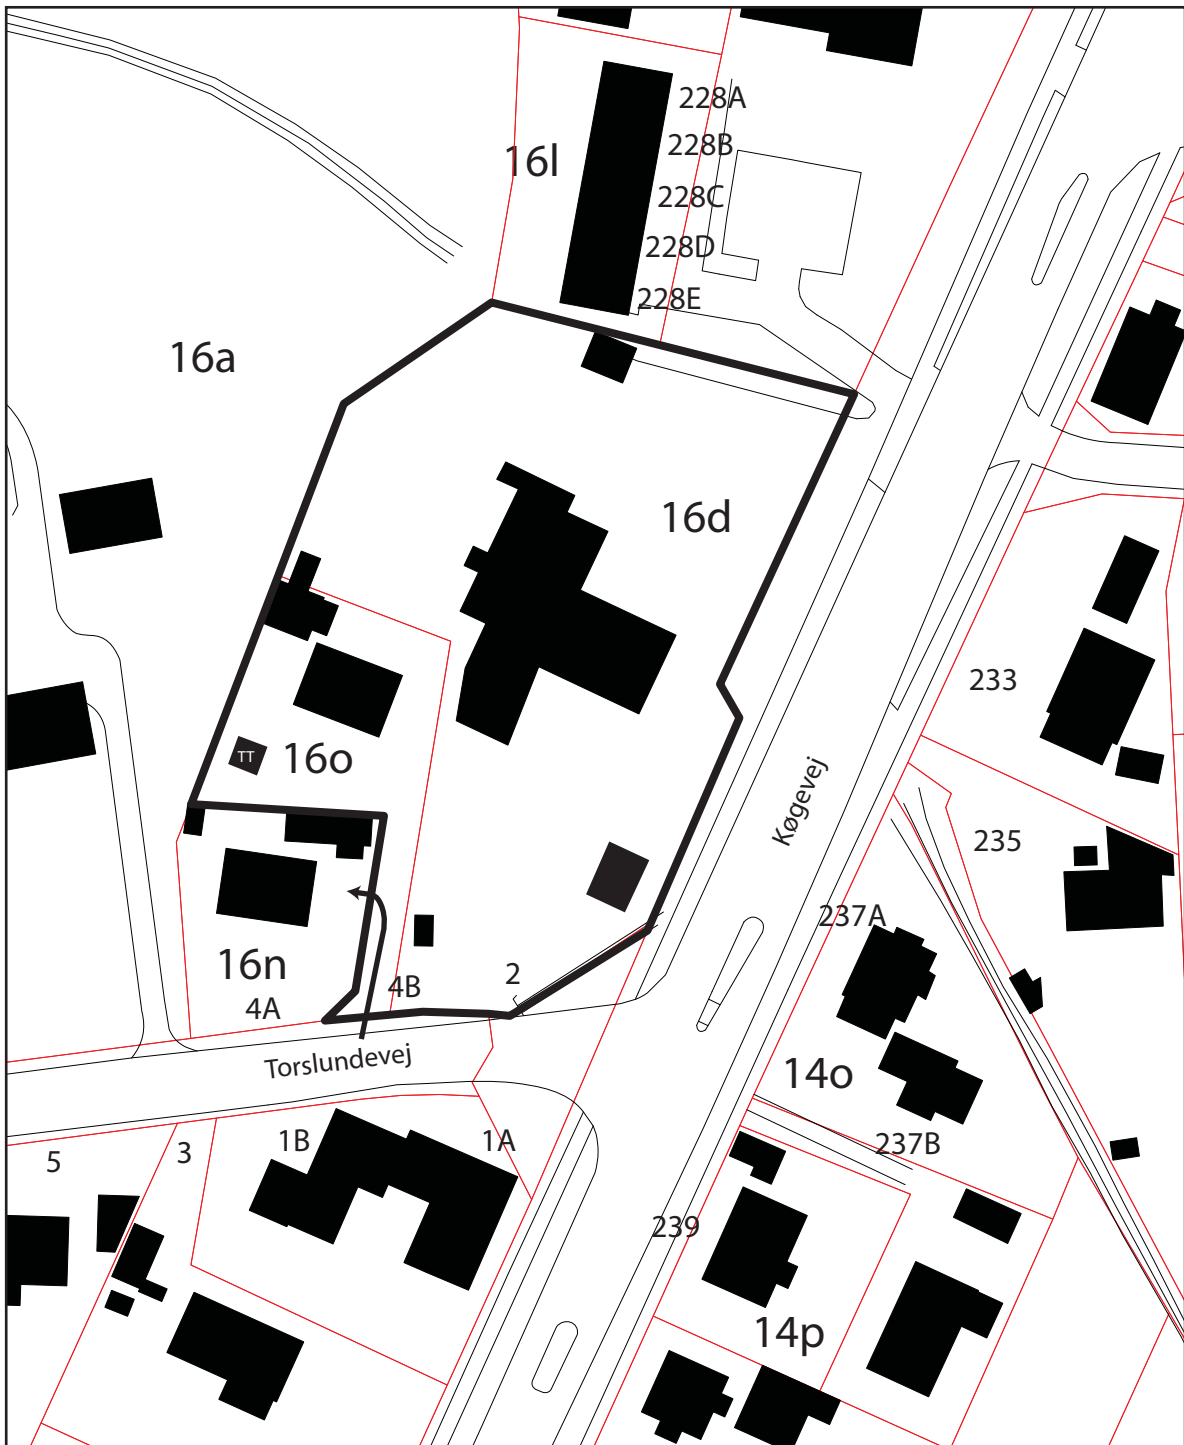 228A
228B
16l
228C
228D
228E
16a
16d
233
Køgevej
TT
16o
235
237A
16n
2
4B
4A
Torslundevej
14o
1B
1A
237B
3
5
239
14p